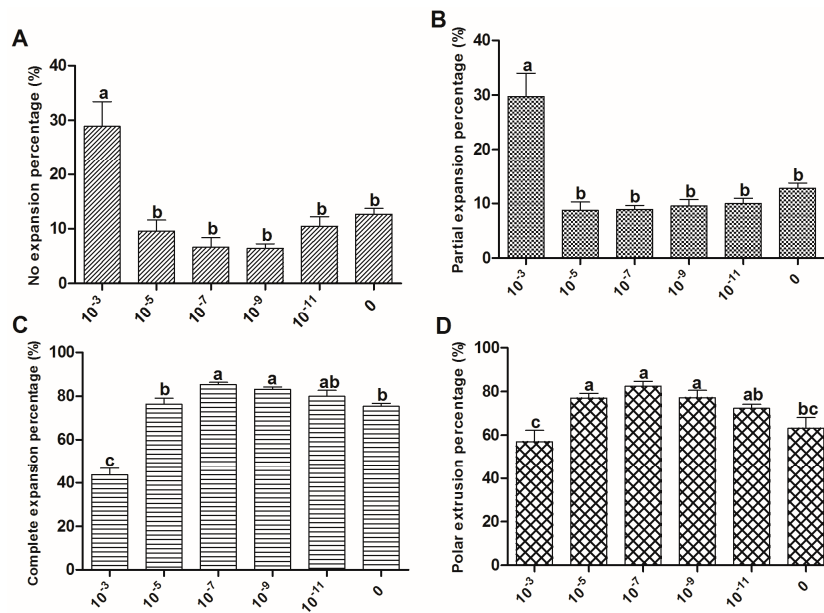 A
No expansion percentage (%)
40
30
20
10
0
a
b
b
b
b
b
10-3
10-5
10-7
10-9
10-11
0
B
Partial expansion percentage (%)
40
30
20
10
0
a
b
b
b
b
b
10-3
10-5
10-7
10-9
10-11
0
C
Complete expansion percentage (%)
100
80
60
40
20
0
c
b
a
a
ab
b
10-3
10-5
10-7
10-9
10-11
0
D
Polar extrusion percentage (%)
100
80
60
40
20
0
c
a
a
a
ab
bc
10-3
10-5
10-7
10-9
10-11
0